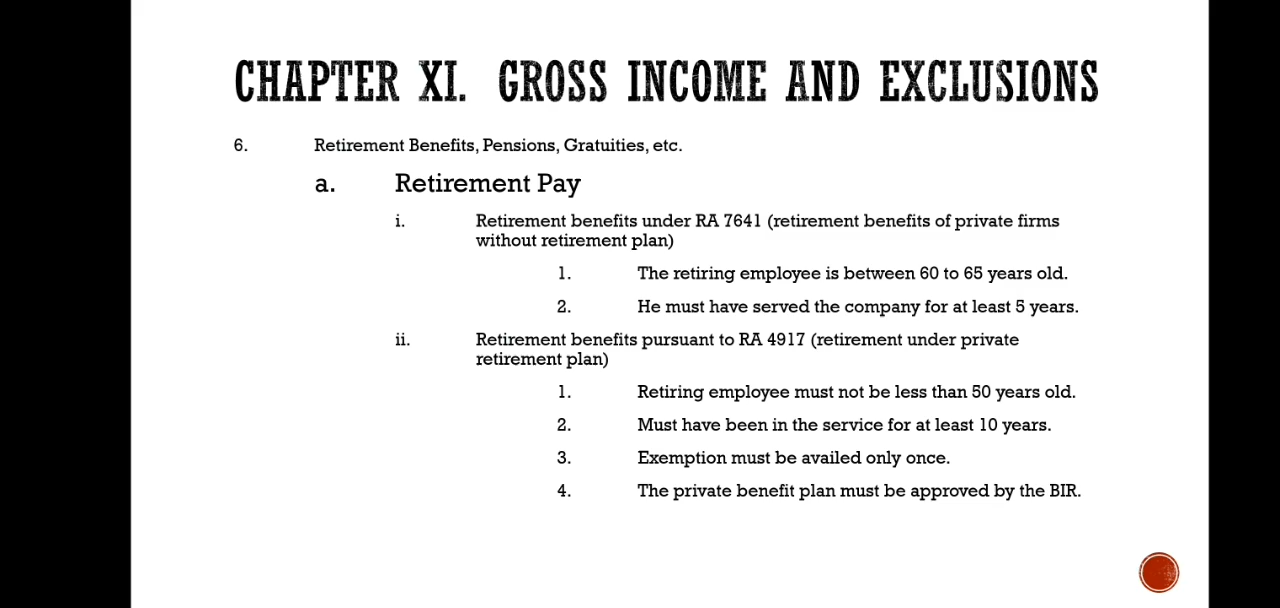 CHAPTER XI. GROSS INCOME AND EXCLUSIONS
6. Retirement Benefits, Pensions, Gratuities, etc.
a. Retirement Pay
i. Retirement benefits under RA 7641 (retirement benefits of private firms
without retirement plan)
1. The retiring employee is between 60 to 65 years old.
2. He must have served the company for at least 5 years.
ii. Retirement benefits pursuant to RA 4917 (retirement under private
retirement plan)
1. Retiring employee must not be less than 50 years old.
2. Must have been in the service for at least 10 years.
3. Exemption must be availed only once.
4. The private benefit plan must be approved by the BIR.